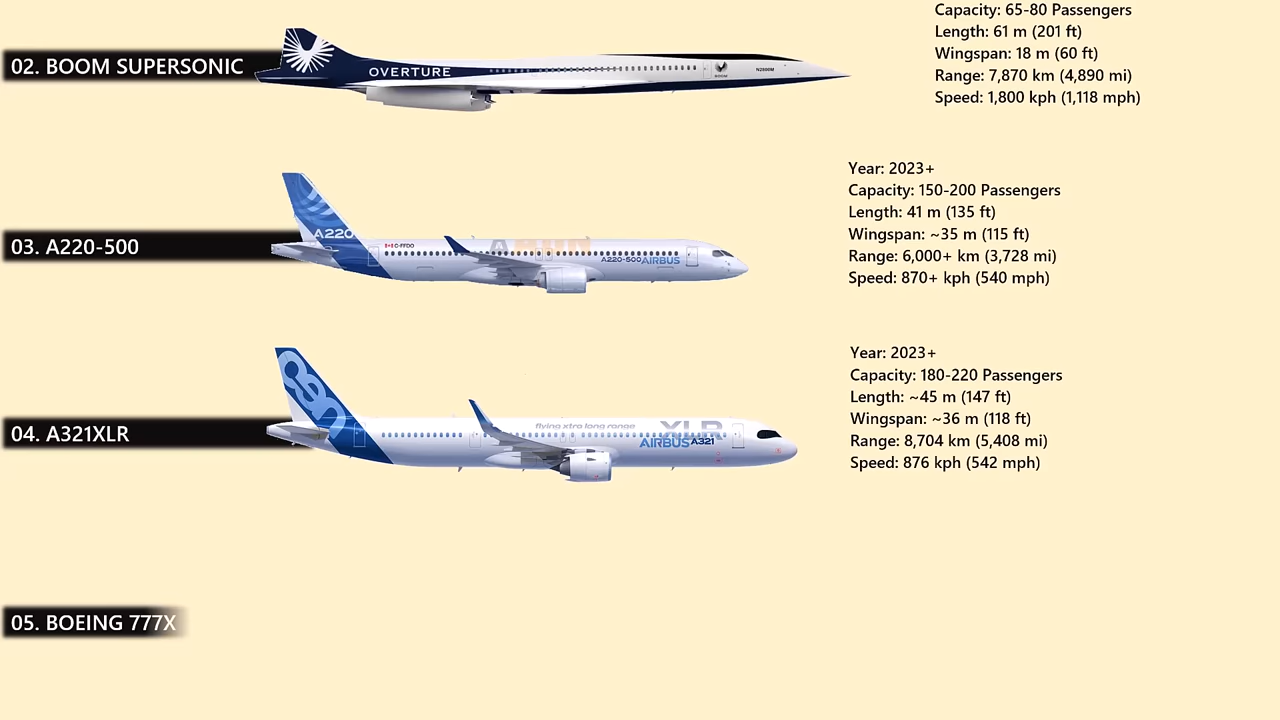 Capacity: 65-80 Passengers
Length: 61 m (201 ft)
Wingspan: 18 m (60 ft)
Range: 7,870 km (4,890 mi)
Speed: 1,800 kph (1,118 mph)
02. BOOM SUPERSONIC
OVERTURE
BOOM
Year: 2023+
Capacity: 150-200 Passengers
Length: 41 m (135 ft)
Wingspan: ~35 m (115 ft)
Range: 6,000+ km (3,728 mi)
Speed: 870+ kph (540 mph)
03. A220-500
A220
C-FFDO
A220-500 AIRBUS
Year: 2023+
Capacity: 180-220 Passengers
Length: ~45 m (147 ft)
Wingspan: ~36 m (118 ft)
Range: 8,704 km (5,408 mi)
Speed: 876 kph (542 mph)
04. A321XLR
flying xtra long range
XLR
AIRBUS A321
05. BOEING 777X